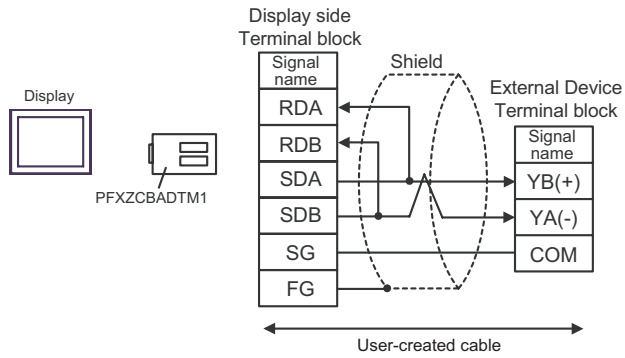 Display side
Terminal block
Signal
name
RDA
RDB
SDA
SDB
SG
FG
Shield
External Device
Terminal block
Signal
name
YB(+)
YA(-)
COM
Display
PFXZCBADTM1
User-created cable